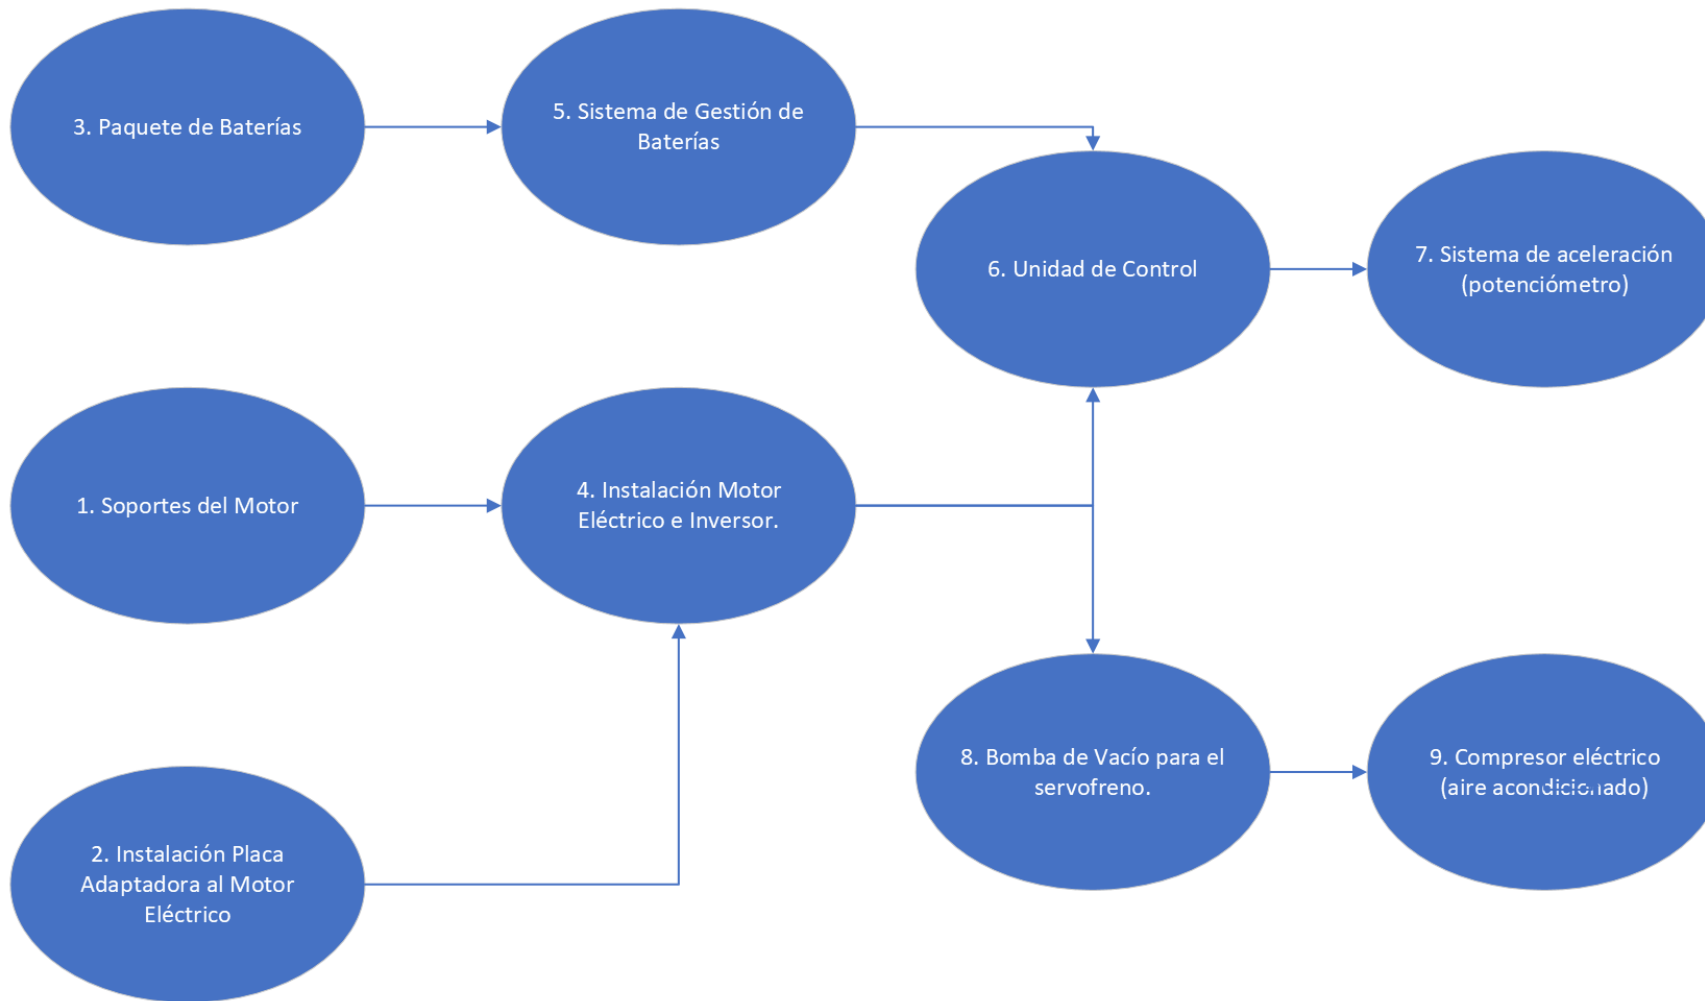 3. Paquete de Baterías
5. Sistema de Gestión de
Baterías
6. Unidad de Control
7. Sistema de aceleración
(potenciómetro)
1. Soportes del Motor
4. Instalación Motor
Eléctrico e Inversor.
8. Bomba de Vacío para el
servofreno.
9. Compresor eléctrico
(aire acondicionado)
2. Instalación Placa
Adaptadora al Motor
Eléctrico